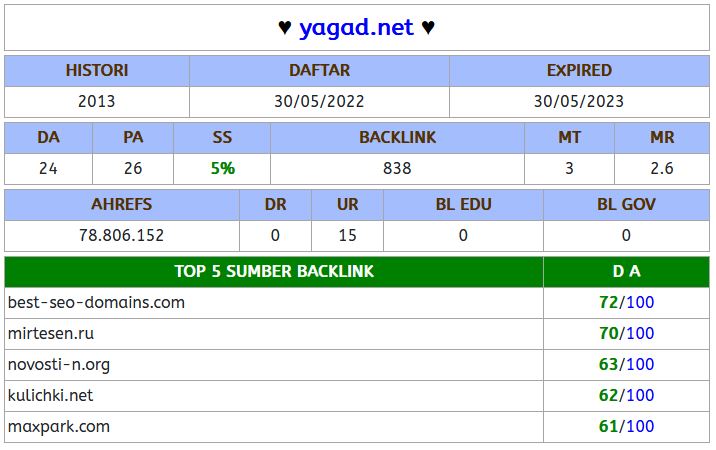 ♥ yagad.net ♥
HISTORI DAFTAR EXPIRED
2013 30/05/2022 30/05/2023
DA PA SS BACKLINK MT MR
24 26 5% 838 3 2.6
AHREFS DR UR BL EDU BL GOV
78.806.152 0 15 0 0
TOP 5 SUMBER BACKLINK D A
best-seo-domains.com 72/100
mirtesen.ru 70/100
novosti-n.org 63/100
kulichki.net 62/100
maxpark.com 61/100